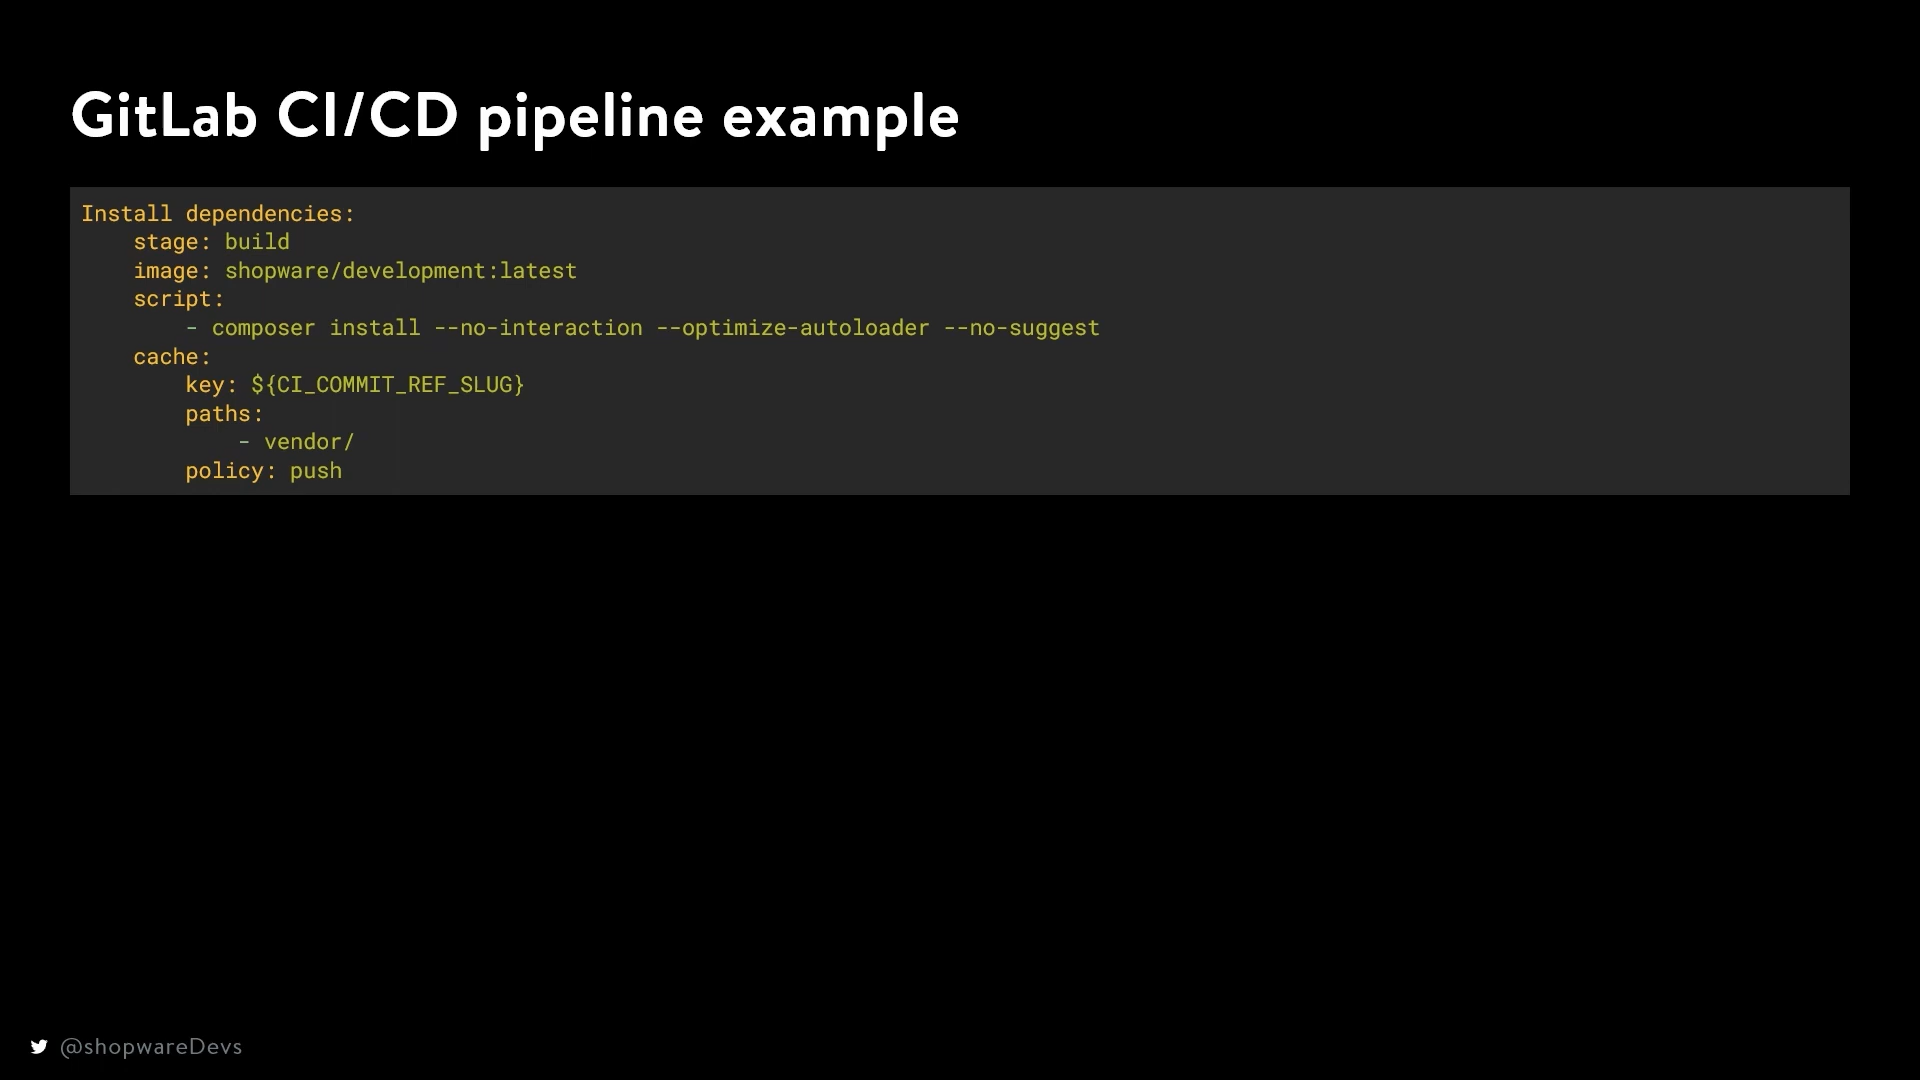 GitLab CI/CD pipeline example
Install dependencies:
    stage: build
    image: shopware/development:latest
    script:
        - composer install --no-interaction --optimize-autoloader --no-suggest
    cache:
        key: ${CI_COMMIT_REF_SLUG}
        paths:
            - vendor/
        policy: push
@shopwareDevs